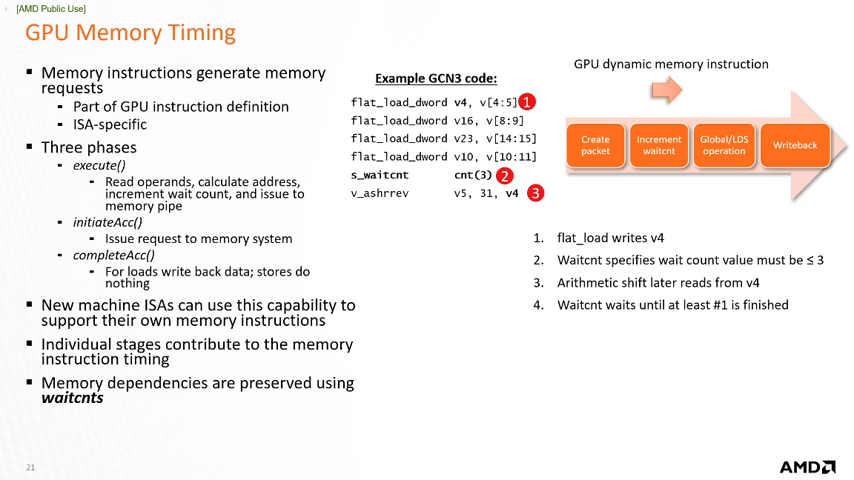 [AMD Public Use]
GPU Memory Timing
▪ Memory instructions generate memory
requests
▪ Part of GPU instruction definition
▪ ISA-specific
▪ Three phases
▪ execute()
▪ Read operands, calculate address,
increment wait count, and issue to
memory pipe
▪ initiateAcc()
▪ Issue request to memory system
▪ completeAcc()
▪ For loads write back data; stores do
nothing
▪ New machine ISAs can use this capability to
support their own memory instructions
▪ Individual stages contribute to the memory
instruction timing
▪ Memory dependencies are preserved using
waitcnts
Example GCN3 code:
flat_load_dword v4, v[4:5] 1
flat_load_dword v16, v[8:9]
flat_load_dword v23, v[14:15]
flat_load_dword v10, v[10:11]
s_waitcnt cnt(3) 2
v_ashrrev v5, 31, v4 3
GPU dynamic memory instruction
Create
packet
Increment
waitcnt
Global/LDS
operation
Writeback
1. flat_load writes v4
2. Waitcnt specifies wait count value must be ≤ 3
3. Arithmetic shift later reads from v4
4. Waitcnt waits until at least #1 is finished
21
AMD